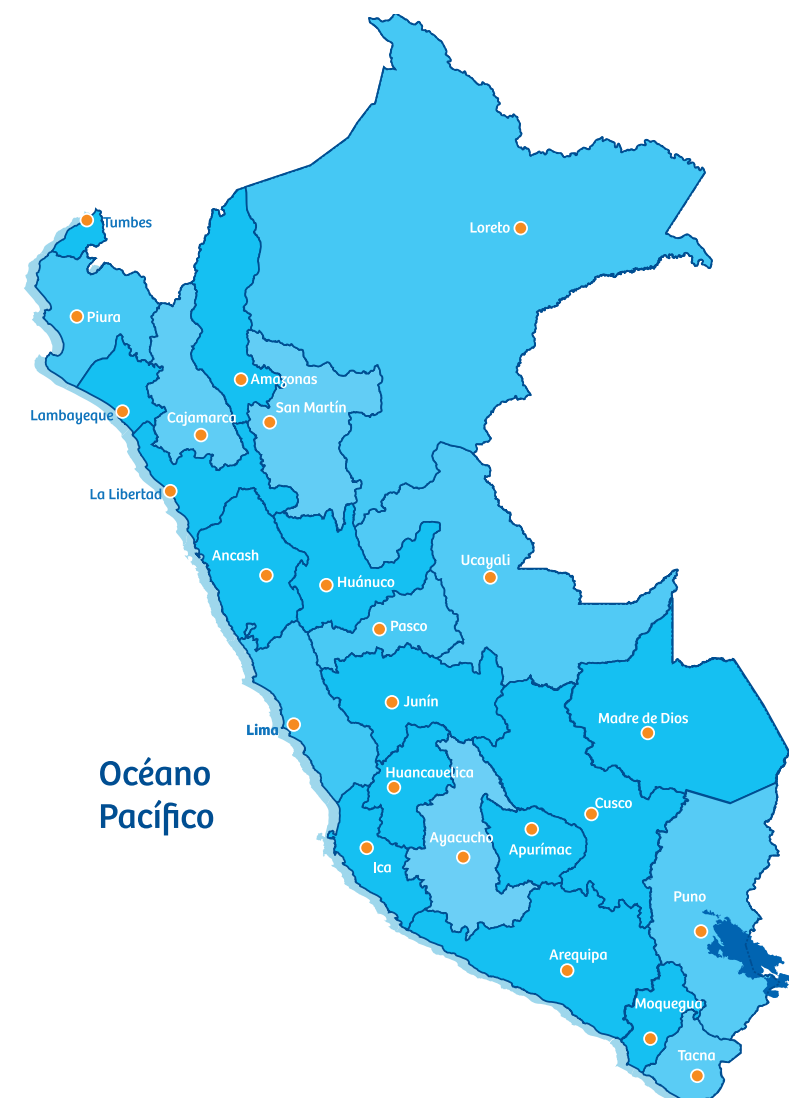 Loreto
Tumbes
Piura
Amazonas
San Martín
Lambayeque
Cajamarca
La Libertad
Ancash
Ucayali
Huánuco
Pasco
Junín
Madre de Dios
Lima
Océano
Pacífico
Huancavelica
Cusco
Ayacucho
Apurímac
Ica
Puno
Arequipa
Moquegua
Tacna